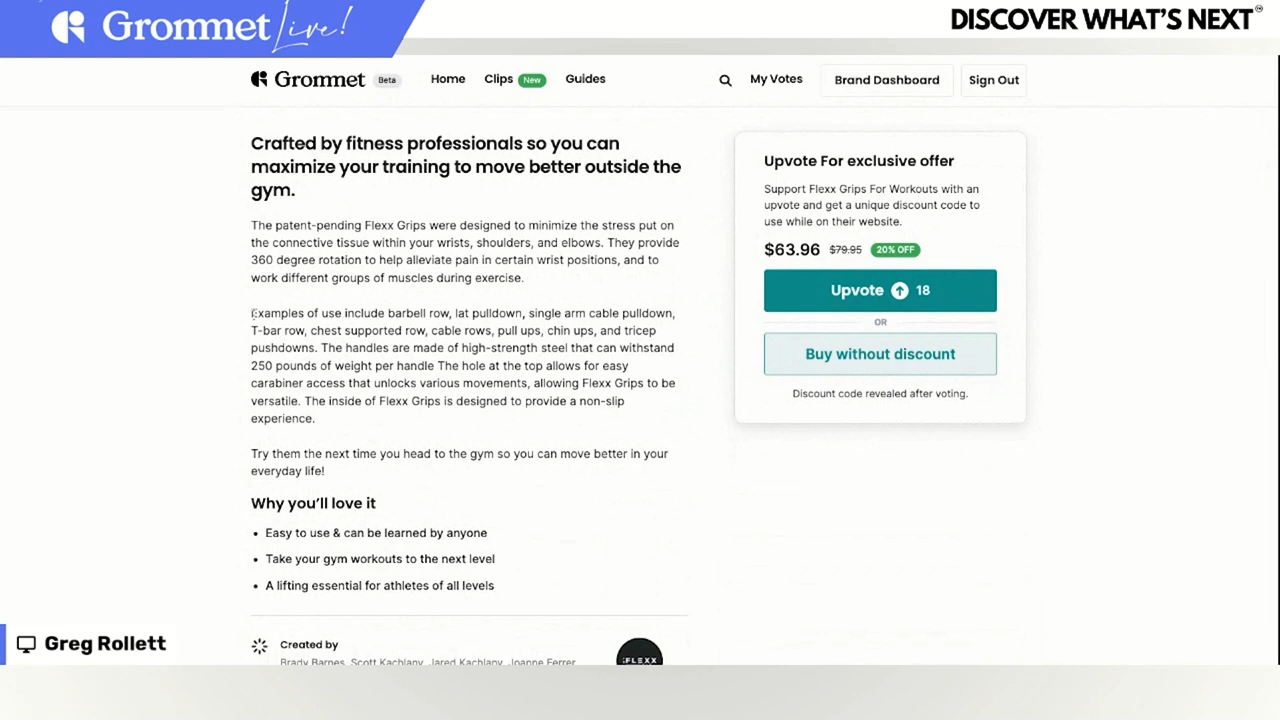 Grommet Live!
DISCOVER WHAT'S NEXT™
Grommet Beta Home Clips New Guides My Votes Brand Dashboard Sign Out
Crafted by fitness professionals so you can
maximize your training to move better outside the
gym.
The patent-pending Flexx Grips were designed to minimize the stress put on
the connective tissue within your wrists, shoulders, and elbows. They provide
360 degree rotation to help alleviate pain in certain wrist positions, and to
work different groups of muscles during exercise.
Examples of use include barbell row, lat pulldown, single arm cable pulldown,
T-bar row, chest supported row, cable rows, pull ups, chin ups, and tricep
pushdowns. The handles are made of high-strength steel that can withstand
250 pounds of weight per handle The hole at the top allows for easy
carabiner access that unlocks various movements, allowing Flexx Grips to be
versatile. The inside of Flexx Grips is designed to provide a non-slip
experience.
Try them the next time you head to the gym so you can move better in your
everyday life!
Why you'll love it
• Easy to use & can be learned by anyone
• Take your gym workouts to the next level
• A lifting essential for athletes of all levels
Created by
Brady Barnes, Scott Kachlany, Jared Kachlany, Joanne Ferrer
FLEXX
Upvote For exclusive offer
Support Flexx Grips For Workouts with an
upvote and get a unique discount code to
use while on their website.
$63.96 $79.95 20% OFF
Upvote 18
OR
Buy without discount
Discount code revealed after voting.
Greg Rollett